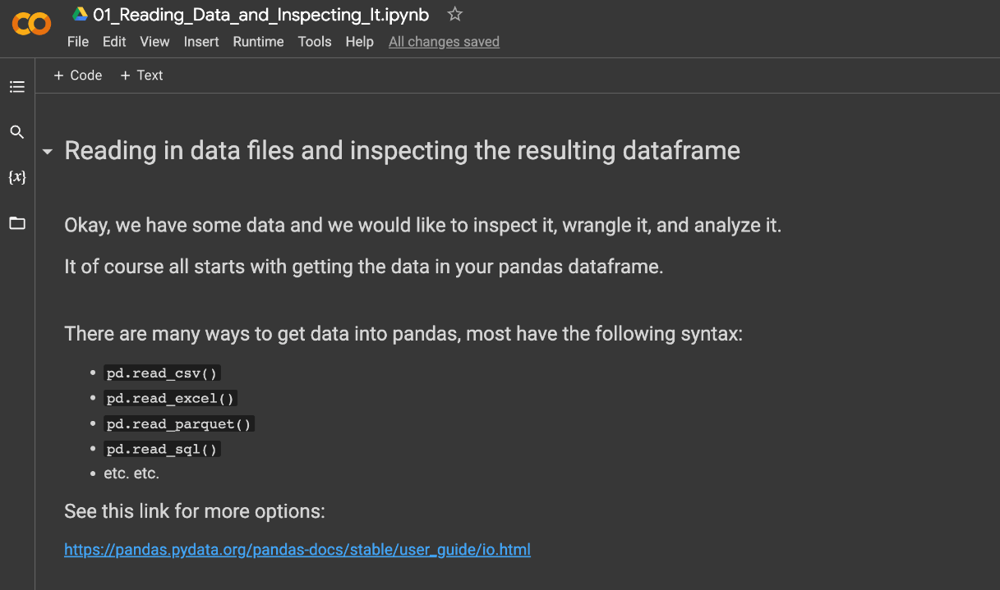 01_Reading_Data_and_Inspecting_It.ipynb
File Edit View Insert Runtime Tools Help All changes saved
+ Code + Text
{x}
Reading in data files and inspecting the resulting dataframe
Okay, we have some data and we would like to inspect it, wrangle it, and analyze it.
It of course all starts with getting the data in your pandas dataframe.
There are many ways to get data into pandas, most have the following syntax:
• pd.read_csv()
• pd.read_excel()
• pd.read_parquet()
• pd.read_sql()
• etc. etc.
See this link for more options:
https://pandas.pydata.org/pandas-docs/stable/user_guide/io.html